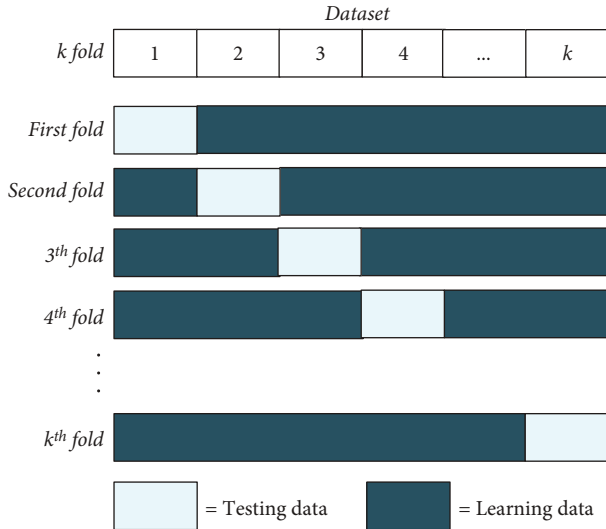 Dataset
k fold 1 2 3 4 ... k
First fold
Second fold
3th fold
4th fold
.
.
.
kth fold
= Testing data = Learning data